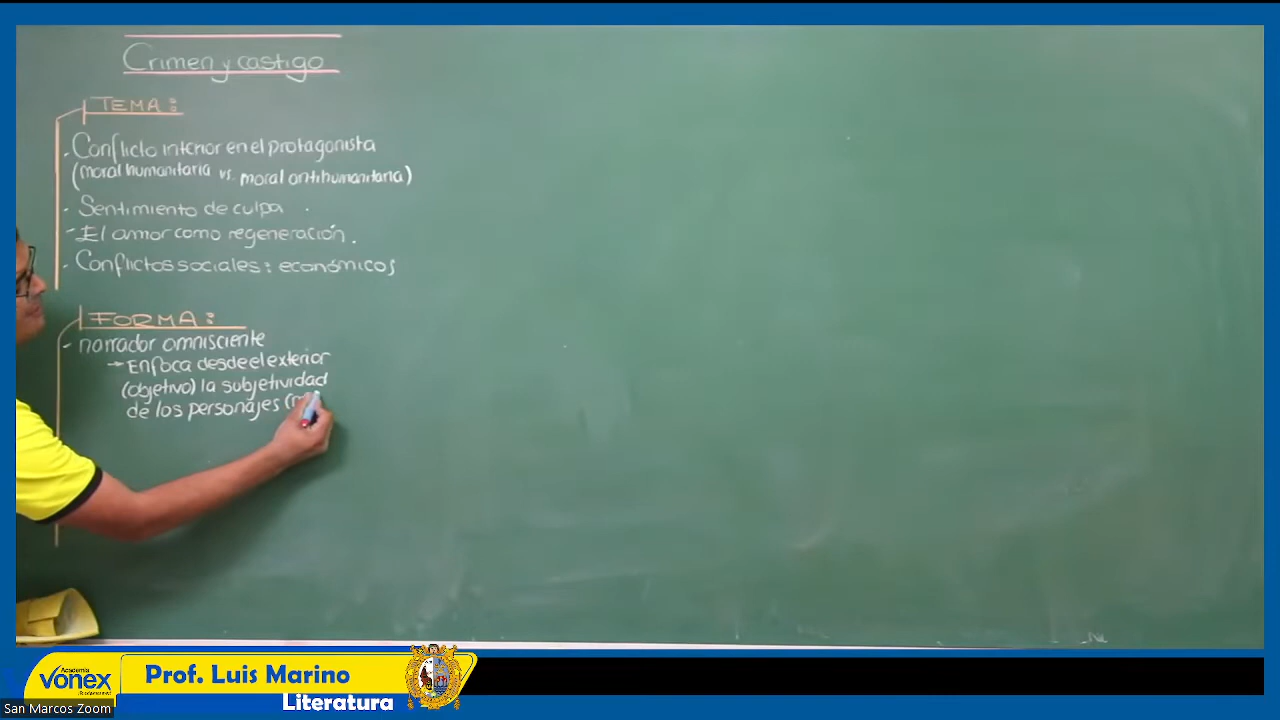 Crimen y castigo
TEMA:
. Conflicto interior en el protagonista
(moral humanitaria vs. moral antihumanitaria)
. Sentimiento de culpa .
- El amor como regeneración.
. Conflictos sociales: económicos
FORMA:
- narrador omnisciente
→ Enfoca desde el exterior
(objetivo) la subjetividad
de los personajes (
Academia
Vonex
Prof. Luis Marino
Literatura
San Marcos Zoom